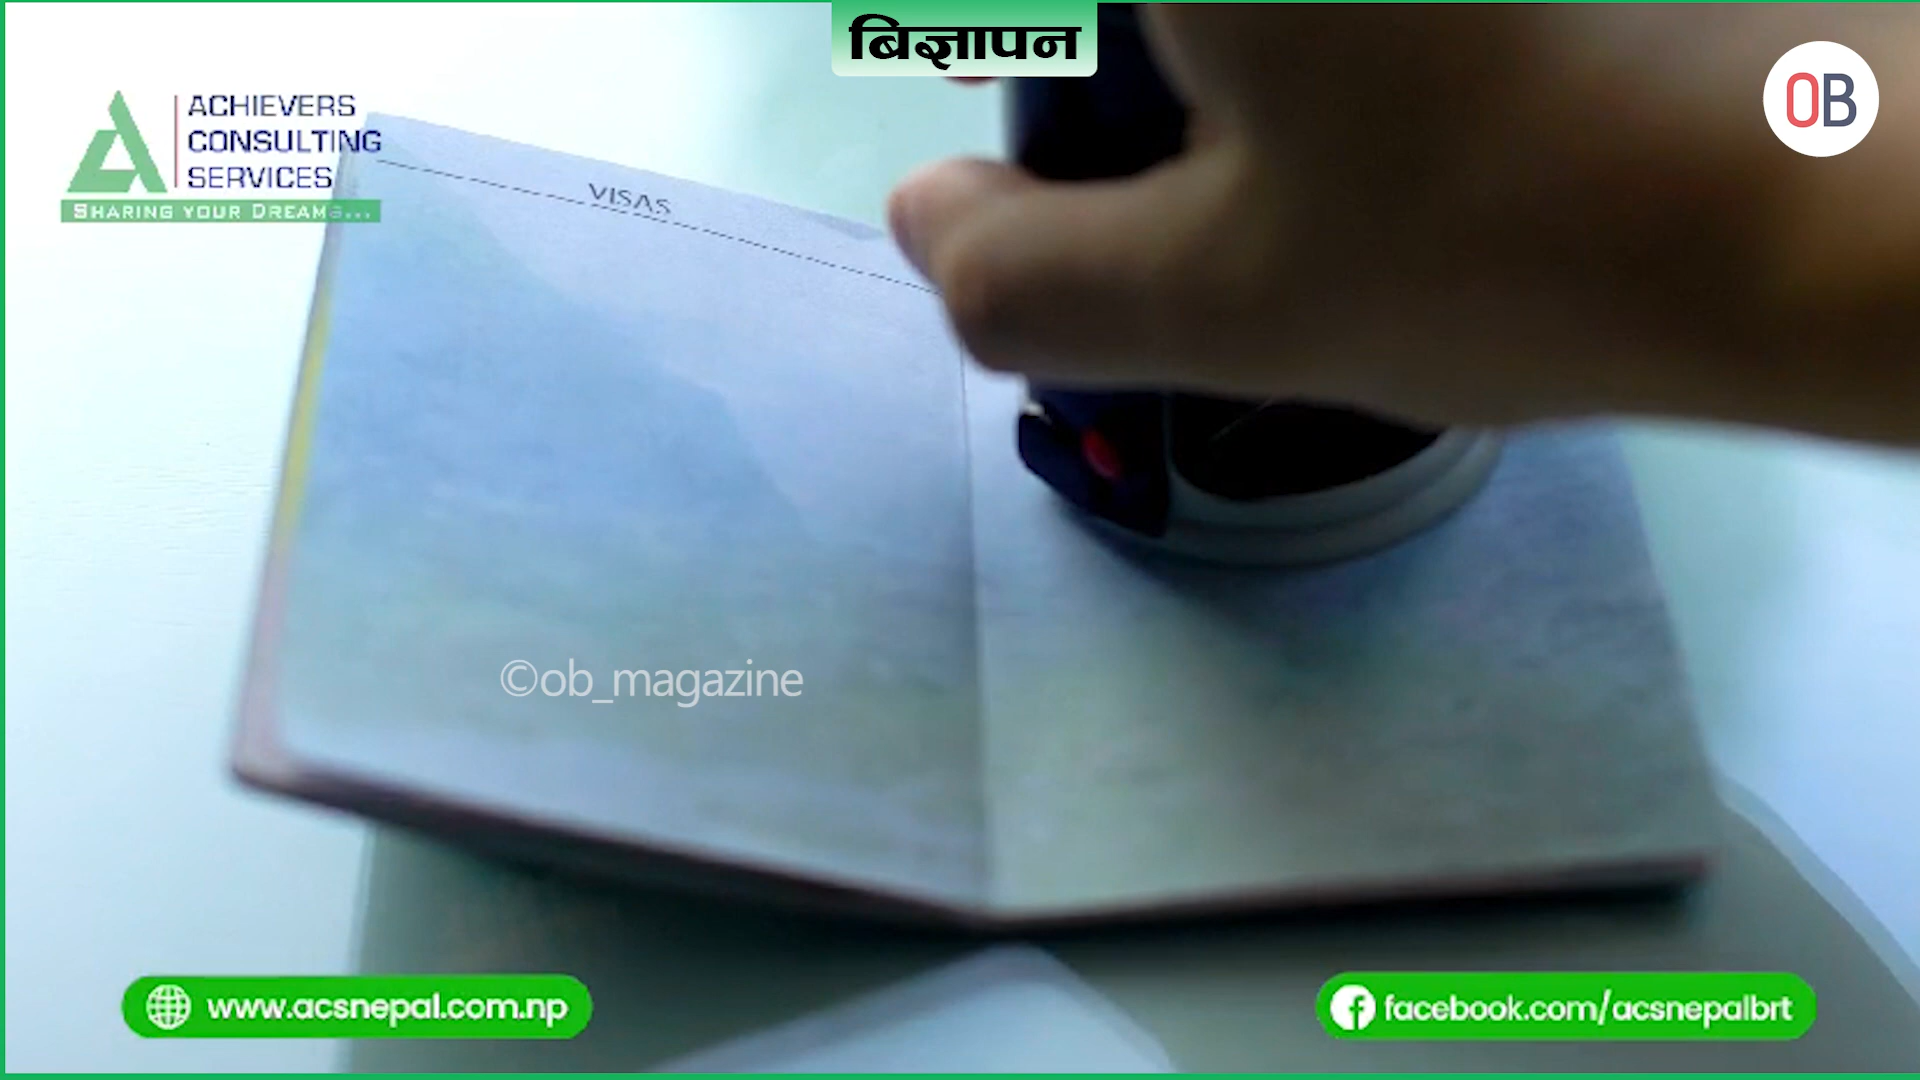 बिज्ञापन
OB
ACHIEVERS
CONSULTING
SERVICES
SHARING YOUR DREAMS...
VISAS
©ob_magazine
www.acsnepal.com.np
facebook.com/acsnepalbrt